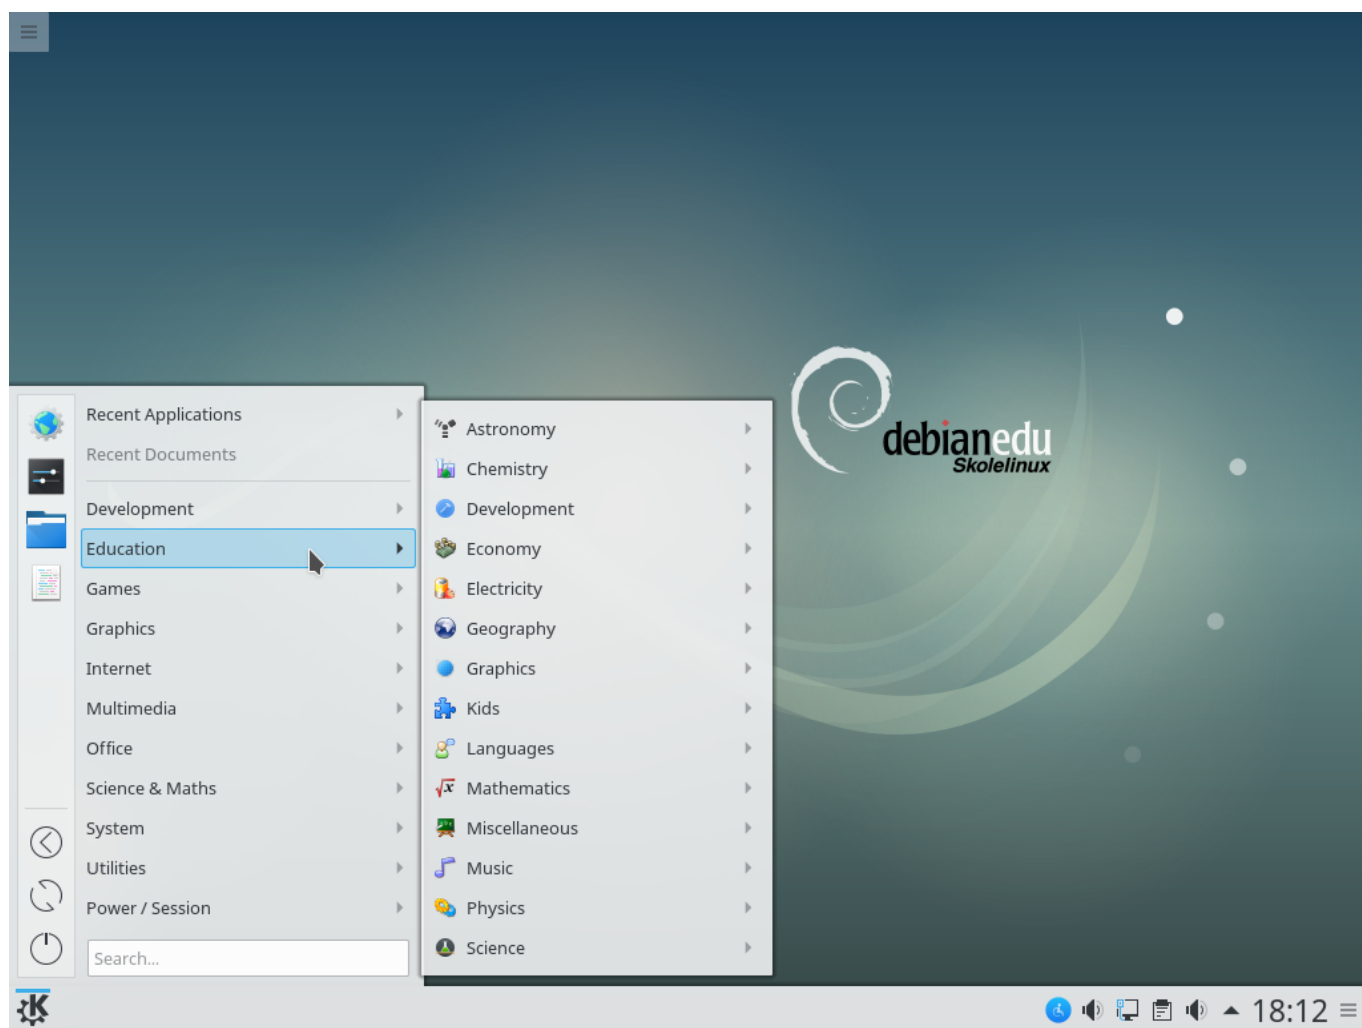 debianedu
Skolelinux
Recent Applications
Recent Documents
Development
Education
Games
Graphics
Internet
Multimedia
Office
Science & Maths
System
Utilities
Power / Session
Search...
Astronomy
Chemistry
Development
Economy
Electricity
Geography
Graphics
Kids
Languages
Mathematics
Miscellaneous
Music
Physics
Science
18:12